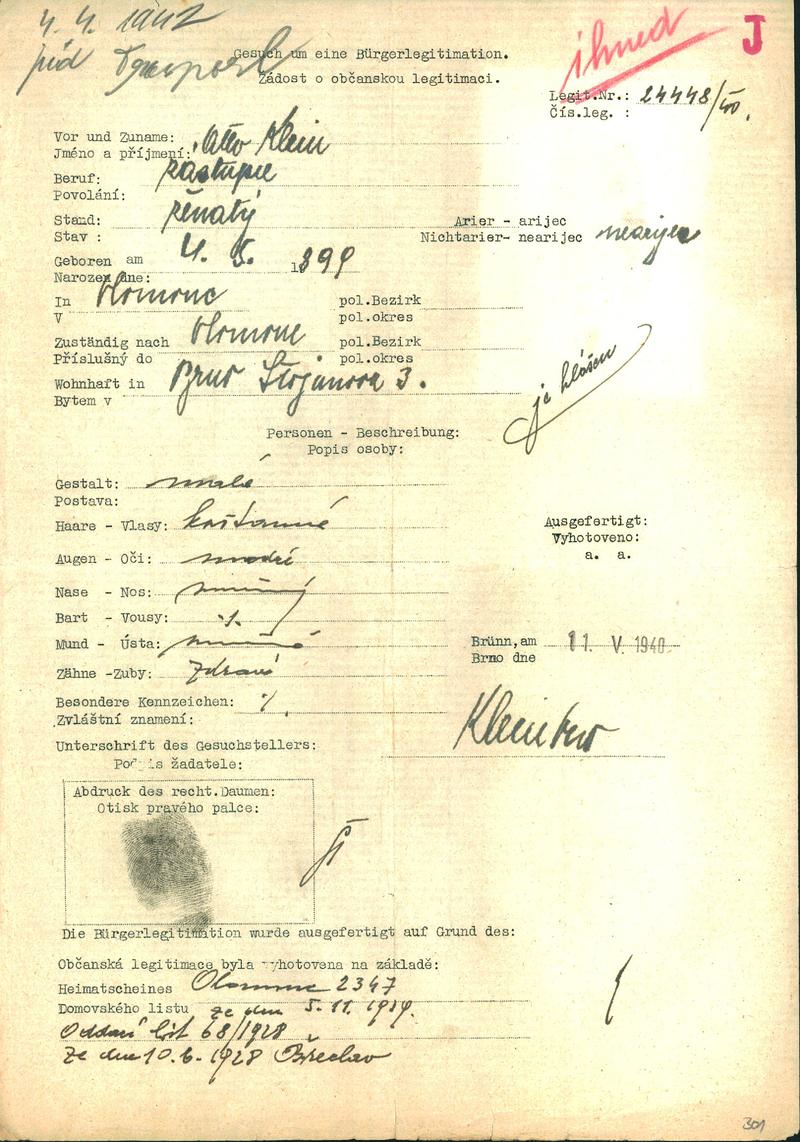 4. 4. 1942
ihned
J
Gesuch um eine Bürgerlegitimation.
Žádost o občanskou legitimaci.
Legit.Nr.: 24448/40.
Čís.leg. :
Vor und Zuname: Otto Klein
Jméno a příjmení:
Beruf: zástupce
Povolání:
Stand: ženatý
Stav :
Arier - arijec
Nichtarier- nearijec nearijec
Geboren am 4. 5. 1899
Narozen dne:
In Olomouc pol.Bezirk
V pol.okres
Zuständig nach Olomouc pol.Bezirk
Příslušný do pol.okres
Wohnhaft in Brno Stojanova 3.
Bytem v
je hlášen
Personen - Beschreibung:
Popis osoby:
Gestalt: malé
Postava:
Haare - Vlasy: kaštanné
Ausgefertigt:
Vyhotoveno:
a. a.
Augen - Oči: modré
Nase - Nos: mírný
Bart - Vousy: ·/.
Mund - Ústa: mírné
Brünn,am 11. V. 1940
Brno dne
Zähne -Zuby: zdravé
Besondere Kennzeichen: /.
Zvláštní znamení:
Klein Otto
Unterschrift des Gesuchstellers:
Podpis žadatele:
Abdruck des recht.Daumen:
Otisk pravého palce:
Die Bürgerlegitimation wurde ausgefertigt auf Grund des:
Občanská legitimace byla vyhotovena na základě:
Heimatscheines Olomouc 2347
Domovského listu ze dne 5. 11. 1919.
Oddací list 68/1928
ze dne 10. 6. 1928 Břeclav
301